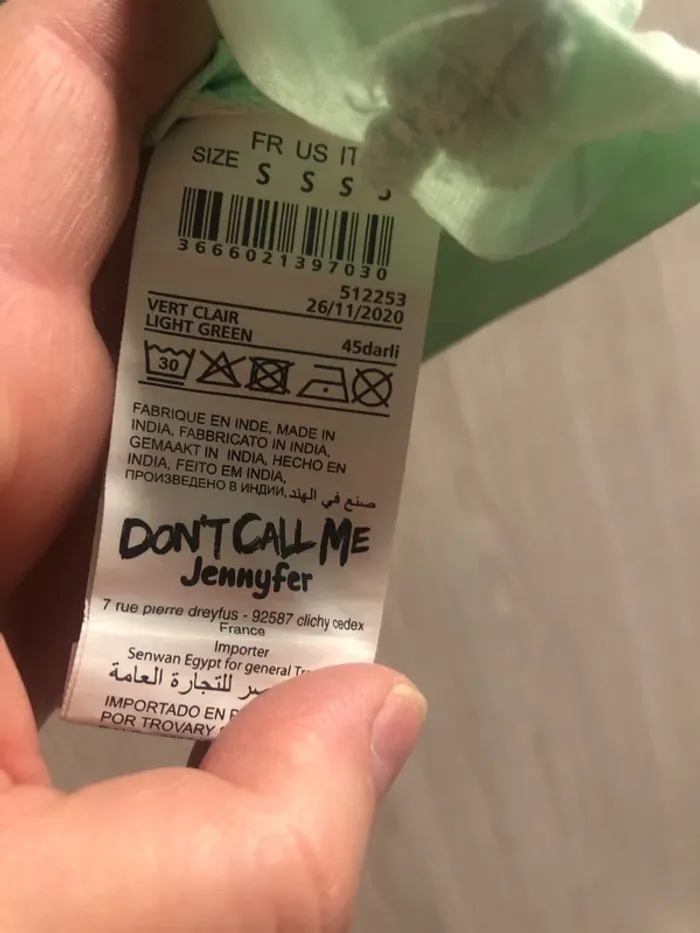 FR US IT
SIZE S S S
3666021397030
512253
26/11/2020
VERT CLAIR
LIGHT GREEN
45darli
30
FABRIQUE EN INDE, MADE IN
INDIA, FABBRICATO IN INDIA,
GEMAAKT IN INDIA, HECHO EN
INDIA, FEITO EM INDIA,
ПРОИЗВЕДЕНО В ИНДИИ, صنع في الهند
DON'T CALL ME
Jennyfer
7 rue pierre dreyfus - 92587 clichy cedex
France
Importer
Senwan Egypt for general
للتجارة العامة
IMPORTADO EN
POR TROVARY